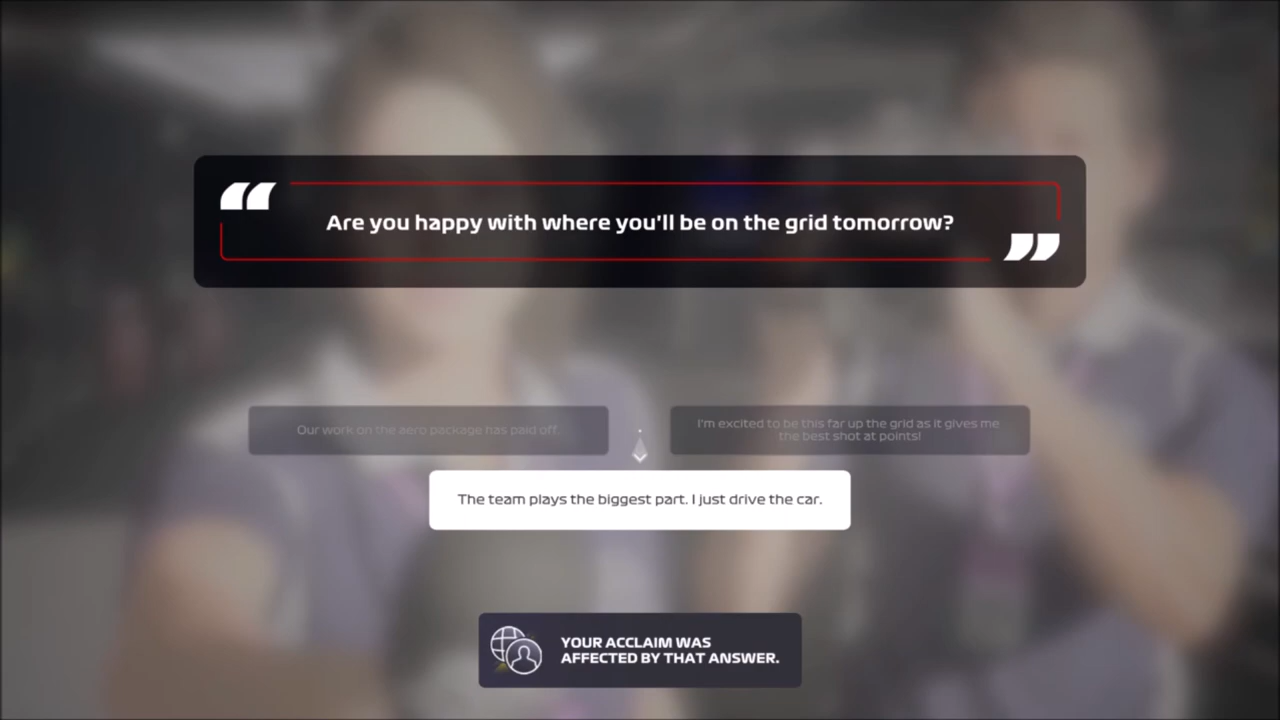 Are you happy with where you'll be on the grid tomorrow?
Our work on the aero package has paid off.
I'm excited to be this far up the grid as it gives me
the best shot at points!
The team plays the biggest part. I just drive the car.
YOUR ACCLAIM WAS
AFFECTED BY THAT ANSWER.